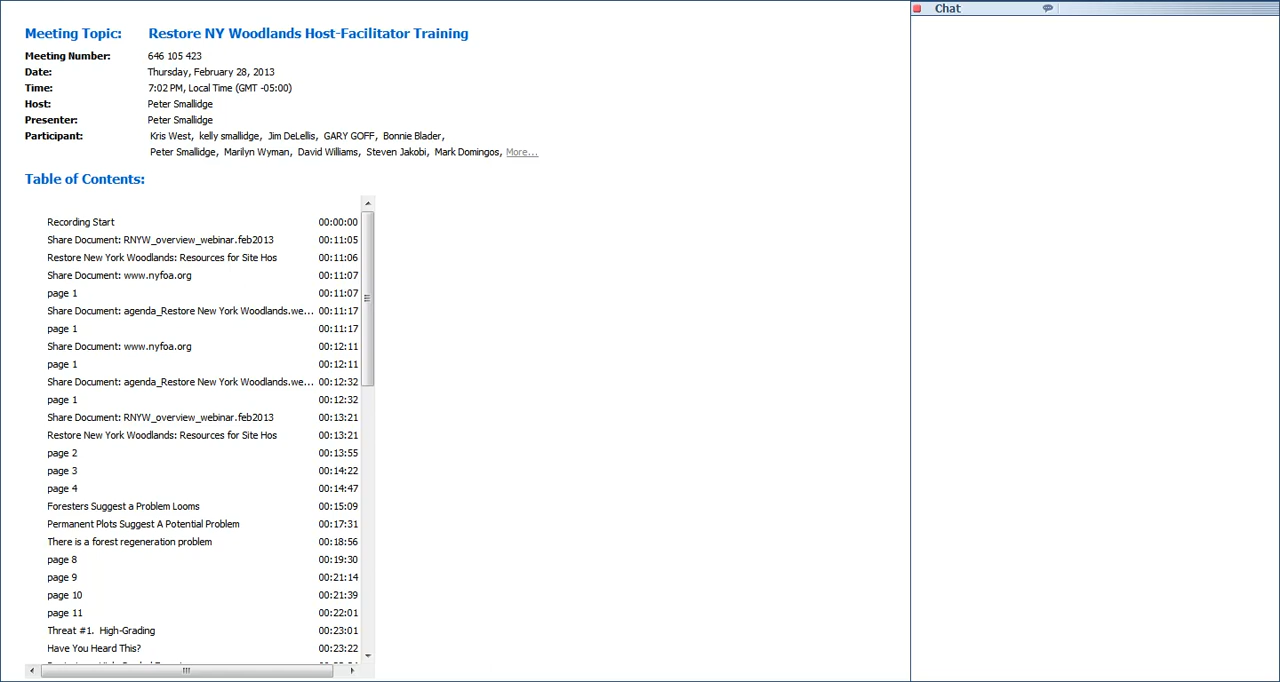 Meeting Topic: Restore NY Woodlands Host-Facilitator Training
Meeting Number: 646 105 423
Date: Thursday, February 28, 2013
Time: 7:02 PM, Local Time (GMT -05:00)
Host: Peter Smallidge
Presenter: Peter Smallidge
Participant: Kris West, kelly smallidge, Jim DeLellis, GARY GOFF, Bonnie Blader,
Peter Smallidge, Marilyn Wyman, David Williams, Steven Jakobi, Mark Domingos, More...
Table of Contents:
Recording Start 00:00:00
Share Document: RNYW_overview_webinar.feb2013 00:11:05
Restore New York Woodlands: Resources for Site Hos 00:11:06
Share Document: www.nyfoa.org 00:11:07
page 1 00:11:07
Share Document: agenda_Restore New York Woodlands.we... 00:11:17
page 1 00:11:17
Share Document: www.nyfoa.org 00:12:11
page 1 00:12:11
Share Document: agenda_Restore New York Woodlands.we... 00:12:32
page 1 00:12:32
Share Document: RNYW_overview_webinar.feb2013 00:13:21
Restore New York Woodlands: Resources for Site Hos 00:13:21
page 2 00:13:55
page 3 00:14:22
page 4 00:14:47
Foresters Suggest a Problem Looms 00:15:09
Permanent Plots Suggest A Potential Problem 00:17:31
There is a forest regeneration problem 00:18:56
page 8 00:19:30
page 9 00:21:14
page 10 00:21:39
page 11 00:22:01
Threat #1. High-Grading 00:23:01
Have You Heard This? 00:23:22
Chat